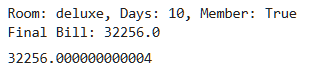 Room: deluxe, Days: 10, Member: True
Final Bill: 32256.0
32256.000000000004